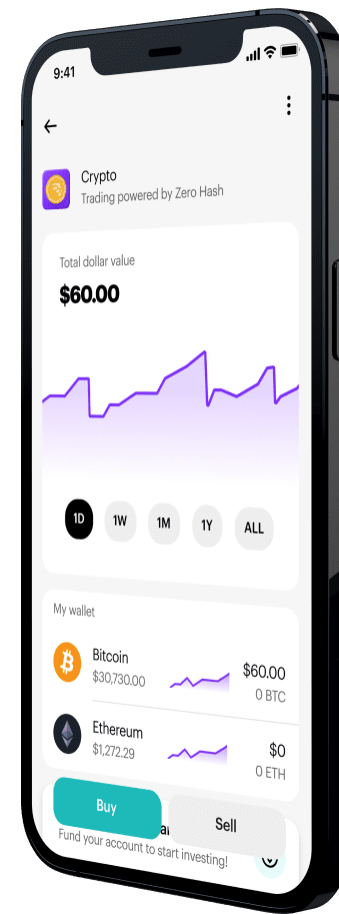 9:41
Crypto
Trading powered by Zero Hash
Total dollar value
$60.00
1D 1W 1M 1Y ALL
My wallet
Bitcoin
$30,730.00
$60.00
0 BTC
Ethereum
$1,272.29
$0
0 ETH
Buy
Sell
Fund your account to start investing!